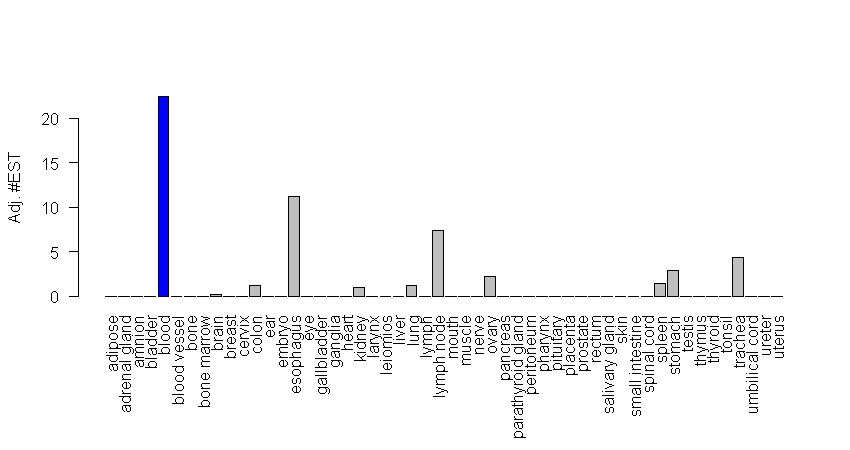 Adj. #EST
20
15
10
5
0
adipose
adrenal gland
amnion
bladder
blood
blood vessel
bone
bone marrow
brain
breast
cervix
colon
ear
embryo
esophagus
eye
gallbladder
ganglia
heart
kidney
larynx
leiomios
liver
lung
lymph
lymph node
mouth
muscle
nerve
ovary
pancreas
parathyroid gland
peritoneum
pharynx
pituitary
placenta
prostate
rectum
salivary gland
skin
small intestine
spinal cord
spleen
stomach
testis
thymus
thyroid
tonsil
trachea
umbilical cord
ureter
uterus